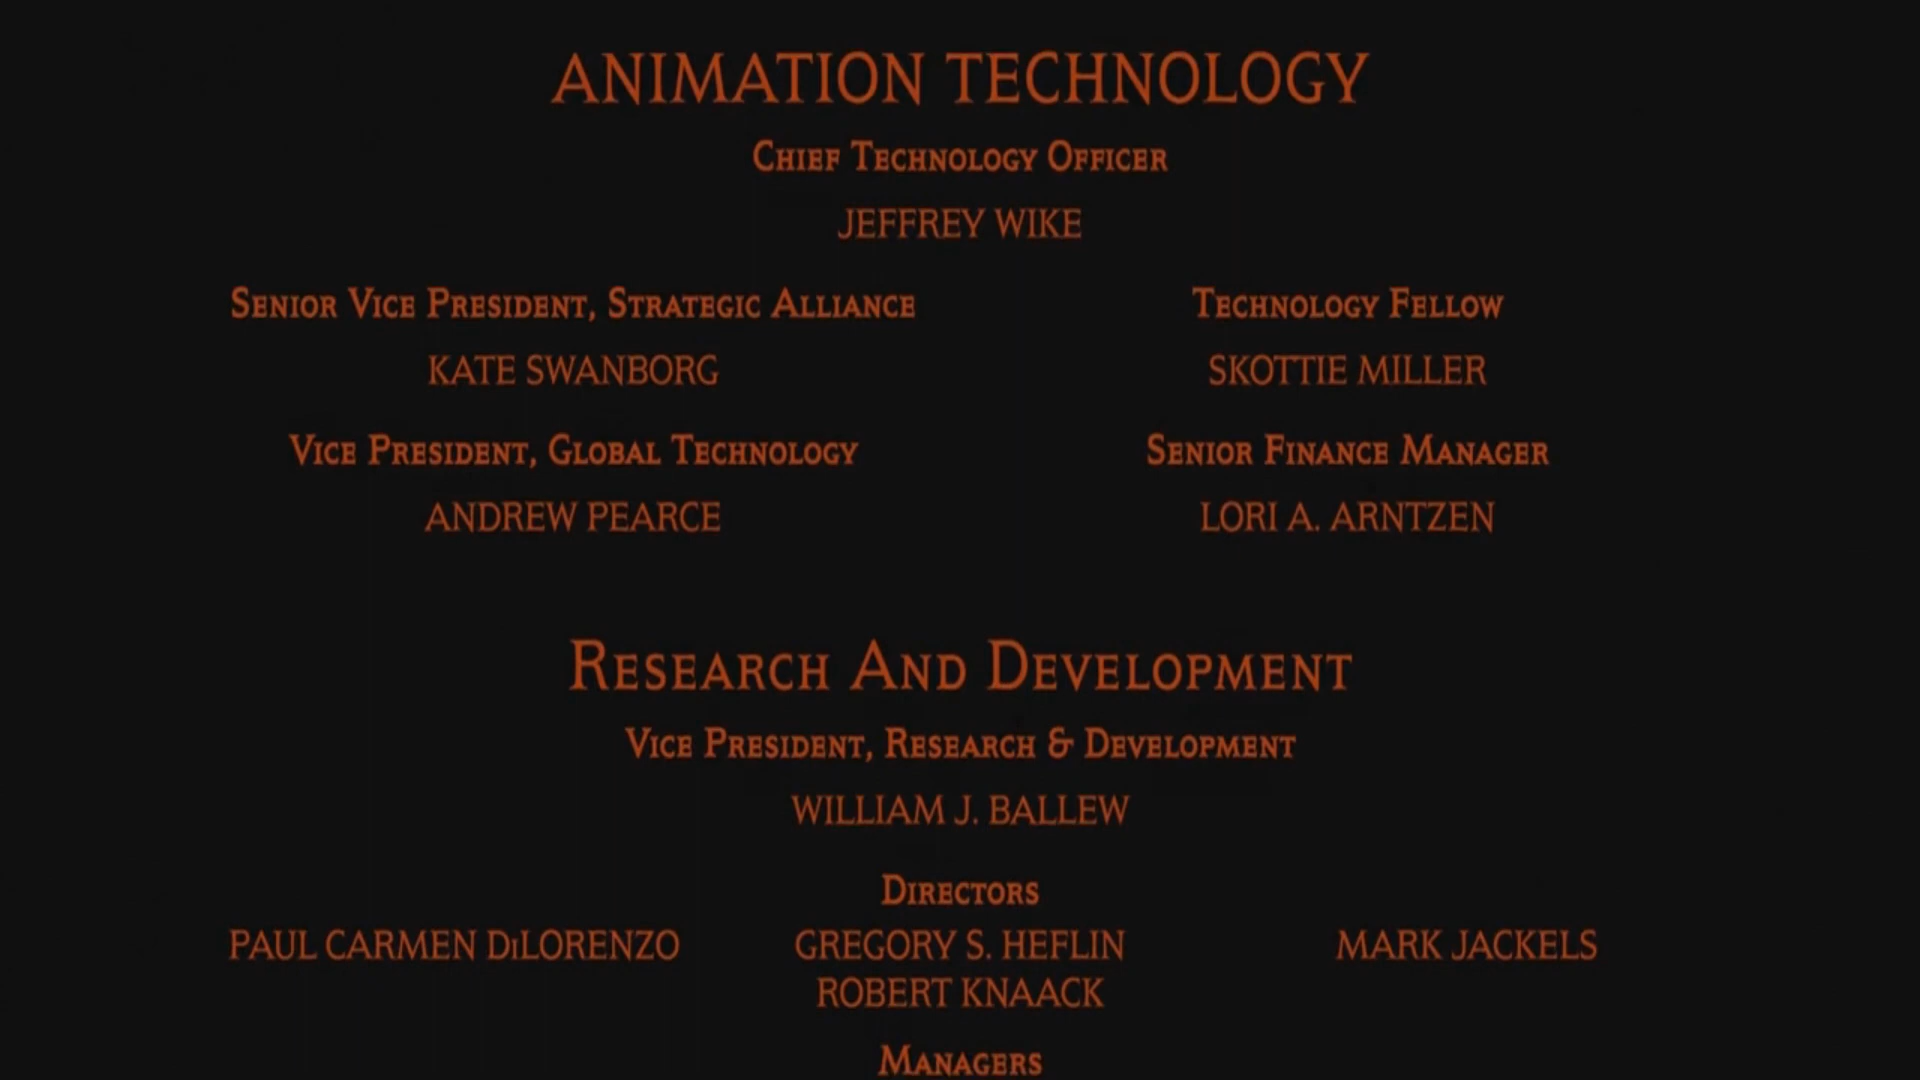 ANIMATION TECHNOLOGY
CHIEF TECHNOLOGY OFFICER
JEFFREY WIKE
SENIOR VICE PRESIDENT, STRATEGIC ALLIANCE
KATE SWANBORG
TECHNOLOGY FELLOW
SKOTTIE MILLER
VICE PRESIDENT, GLOBAL TECHNOLOGY
ANDREW PEARCE
SENIOR FINANCE MANAGER
LORI A. ARNTZEN
RESEARCH AND DEVELOPMENT
VICE PRESIDENT, RESEARCH & DEVELOPMENT
WILLIAM J. BALLEW
DIRECTORS
PAUL CARMEN DiLORENZO GREGORY S. HEFLIN MARK JACKELS
ROBERT KNAACK
MANAGERS